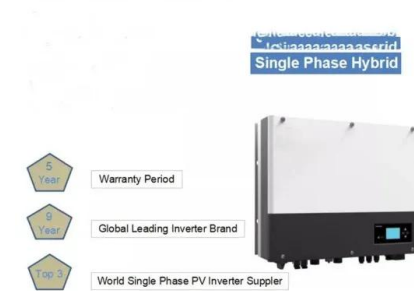 Single Phase Hybrid
5
Year
Warranty Period
9
Year
Global Leading Inverter Brand
Top 3
World Single Phase PV Inverter Suppler